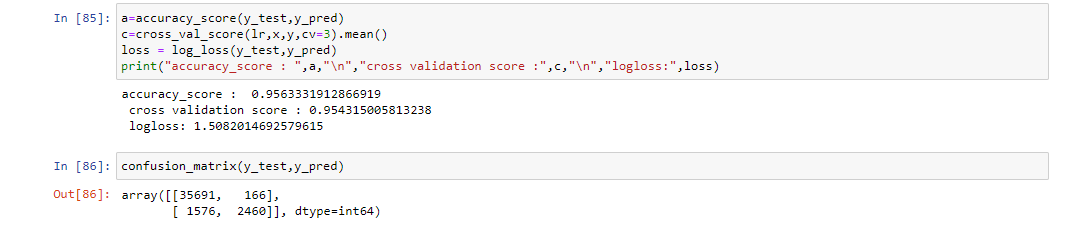 In [85]: a=accuracy_score(y_test,y_pred)
c=cross_val_score(lr,x,y,cv=3).mean()
loss = log_loss(y_test,y_pred)
print("accuracy_score : ",a,"\n","cross validation score :",c,"\n","logloss:",loss)
accuracy_score :  0.9563331912866919
 cross validation score : 0.954315005813238
 logloss: 1.5082014692579615
In [86]: confusion_matrix(y_test,y_pred)
Out[86]: array([[35691,   166],
       [ 1576,  2460]], dtype=int64)